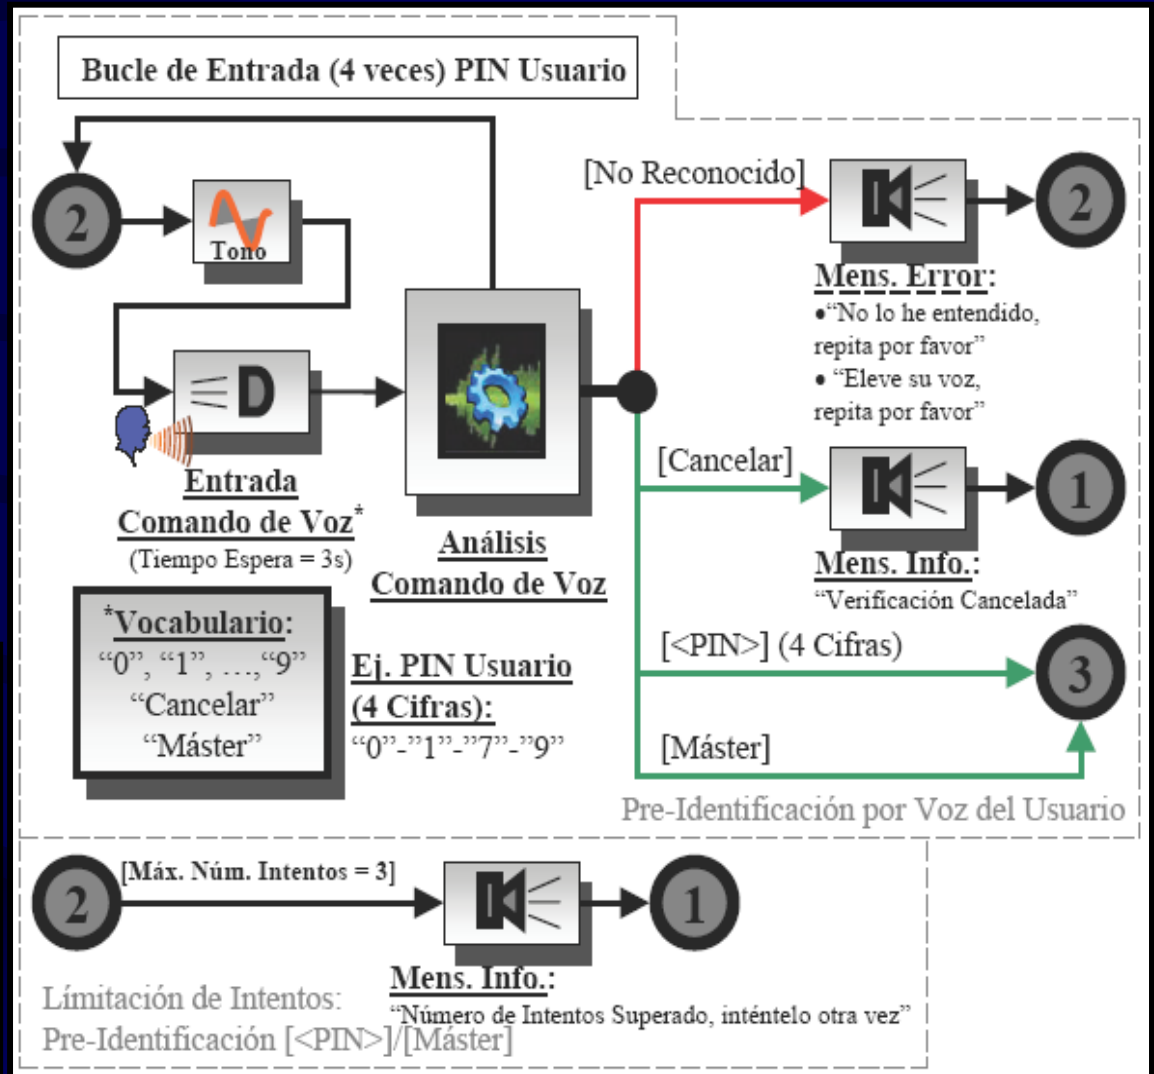 Bucle de Entrada (4 veces) PIN Usuario
2
Tono
[No Reconocido]
2
Mens. Error:
•“No lo he entendido,
repita por favor”
• “Eleve su voz,
repita por favor”
D
Entrada
Comando de Voz*
(Tiempo Espera = 3s)
Análisis
Comando de Voz
[Cancelar]
1
Mens. Info.:
“Verificación Cancelada”
*Vocabulario:
“0”, “1”, …,“9”
“Cancelar”
“Máster”
Ej. PIN Usuario
(4 Cifras):
“0”-”1”-”7”-”9”
[<PIN>] (4 Cifras)
3
[Máster]
Pre-Identificación por Voz del Usuario
2
[Máx. Núm. Intentos = 3]
1
Mens. Info.:
“Número de Intentos Superado, inténtelo otra vez”
Límitación de Intentos:
Pre-Identificación [<PIN>]/[Máster]